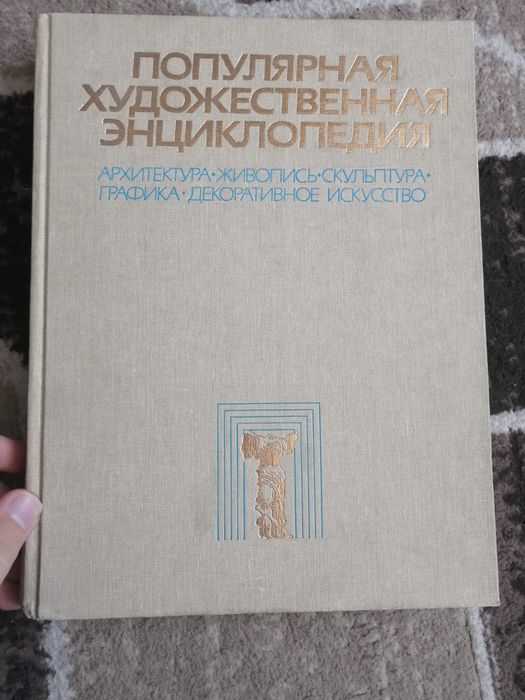 ПОПУЛЯРНАЯ
ХУДОЖЕСТВЕННАЯ
ЭНЦИКЛОПЕДИЯ
АРХИТЕКТУРА•ЖИВОПИСЬ•СКУЛЬПТУРА•
ГРАФИКА•ДЕКОРАТИВНОЕ ИСКУССТВО